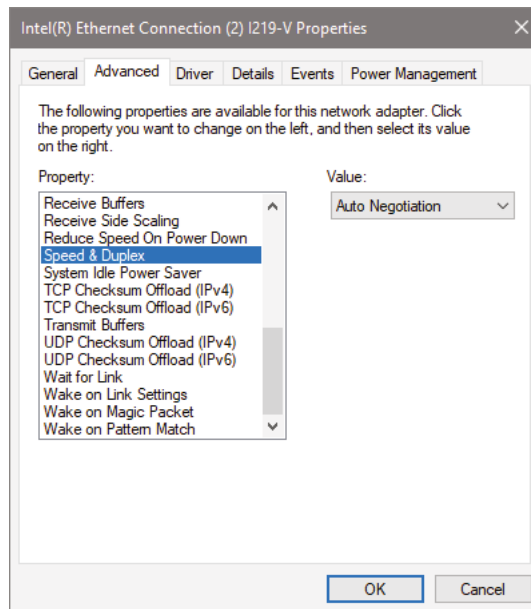 Intel(R) Ethernet Connection (2) I219-V Properties
General Advanced Driver Details Events Power Management
The following properties are available for this network adapter. Click
the property you want to change on the left, and then select its value
on the right.
Property:
Value:
Receive Buffers
Receive Side Scaling
Reduce Speed On Power Down
Speed & Duplex
System Idle Power Saver
TCP Checksum Offload (IPv4)
TCP Checksum Offload (IPv6)
Transmit Buffers
UDP Checksum Offload (IPv4)
UDP Checksum Offload (IPv6)
Wait for Link
Wake on Link Settings
Wake on Magic Packet
Wake on Pattern Match
Auto Negotiation
OK
Cancel